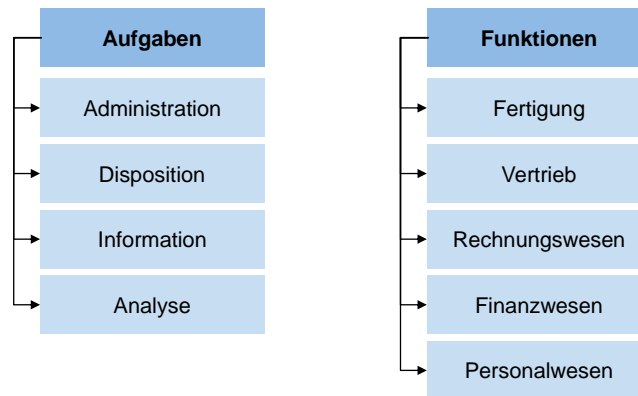 Aufgaben
Administration
Disposition
Information
Analyse
Funktionen
Fertigung
Vertrieb
Rechnungswesen
Finanzwesen
Personalwesen